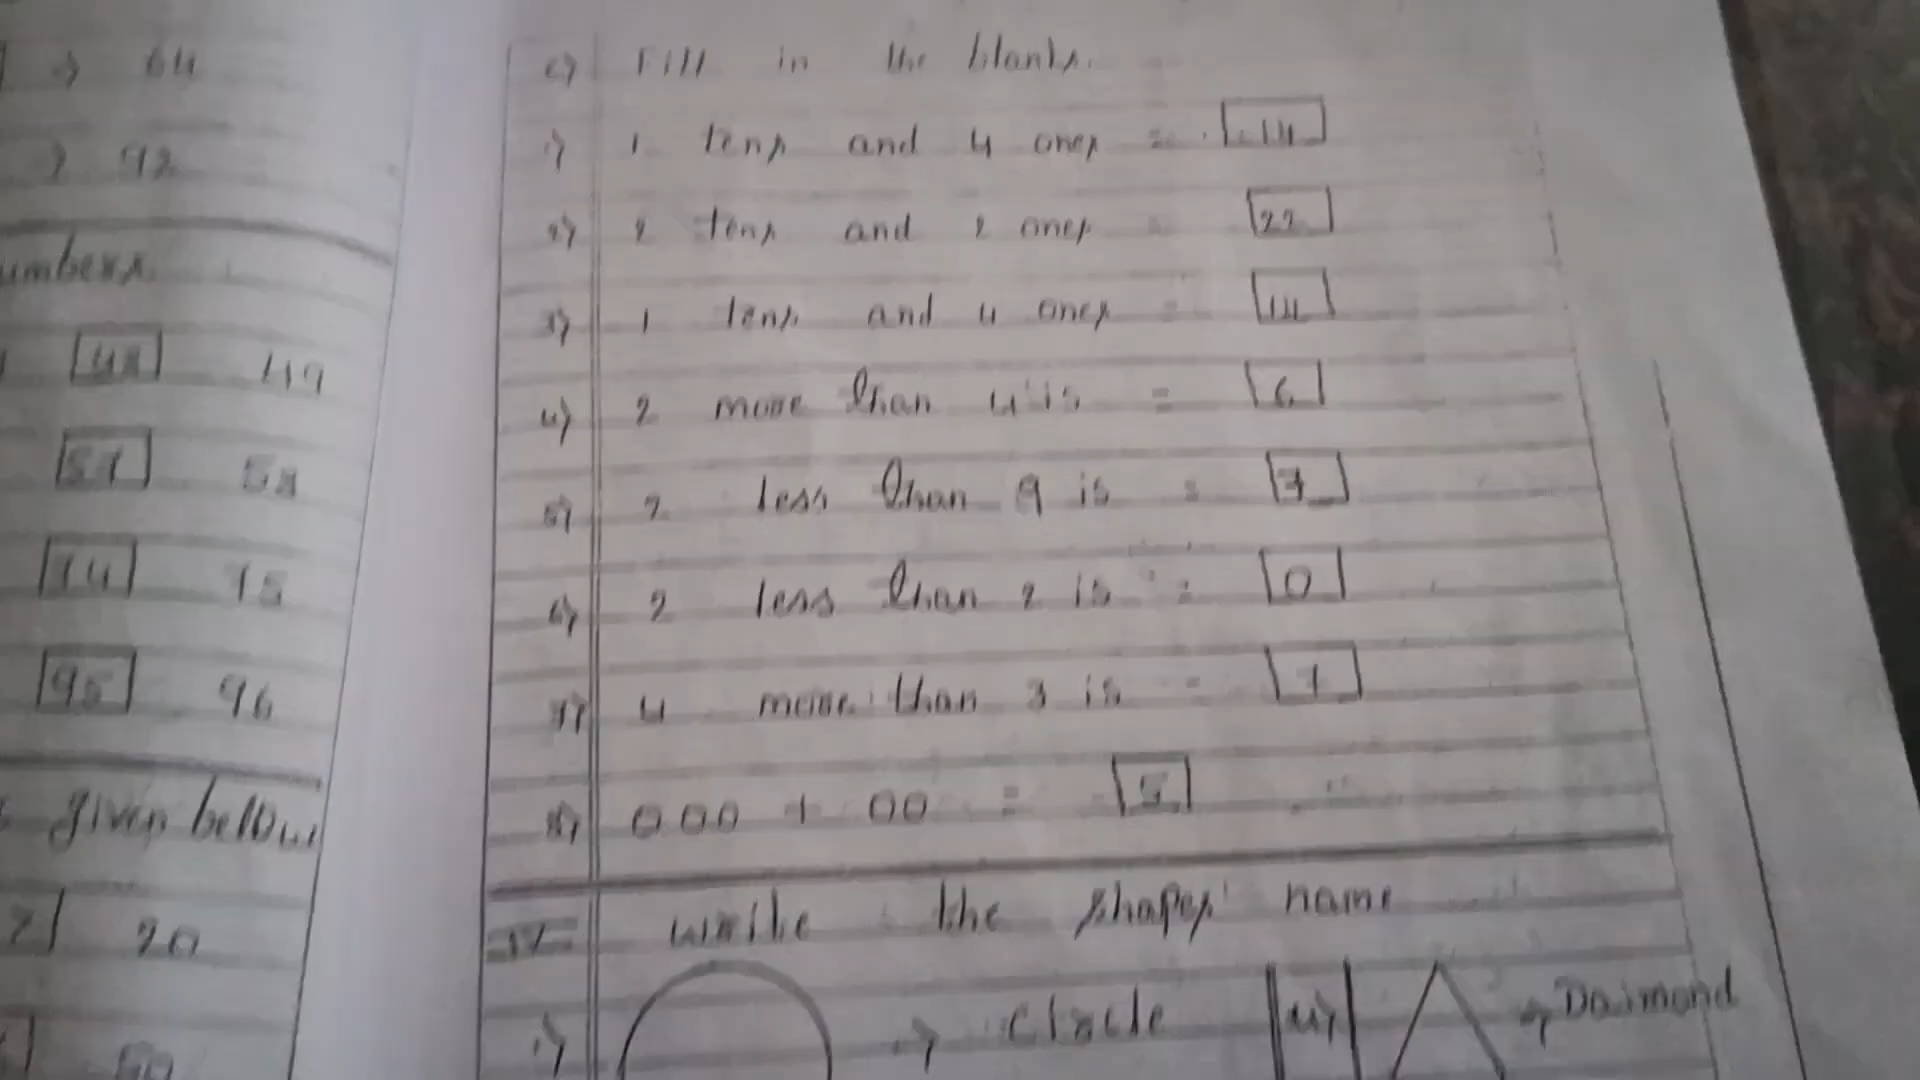 → 64
→ 92
umbers.
48 49
57 58
74 75
95 96
given bellow
20
50
c) Fill in the blanks.
1) 1 tens and 4 ones = 14
2) 2 tens and 2 ones = 22
3) 1 tens and 4 ones = 14
4) 2 more than 4 is = 6
5) 2 less than 9 is = 7
6) 2 less than 2 is = 0
7) 4 more than 3 is = 7
8) 000 + 00 = 5
IV write the shapes name
1) → circle 4) → Daimond